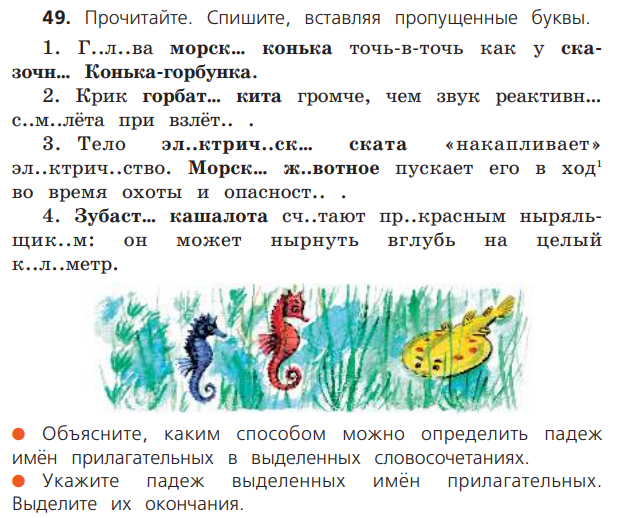 49. Прочитайте. Спишите, вставляя пропущенные буквы.
1. Г..л..ва морск... конька точь-в-точь как у ска-
зочн... Конька-горбунка.
2. Крик горбат... кита громче, чем звук реактивн...
с..м..лёта при взлёт.. .
3. Тело эл..ктрич..ск... ската «накапливает»
эл..ктрич..ство. Морск... ж..вотное пускает его в ход¹
во время охоты и опасност.. .
4. Зубаст... кашалота сч..тают пр..красным ныряль-
щик..м: он может нырнуть вглубь на целый
к..л..метр.
● Объясните, каким способом можно определить падеж
имён прилагательных в выделенных словосочетаниях.
● Укажите падеж выделенных имён прилагательных.
Выделите их окончания.